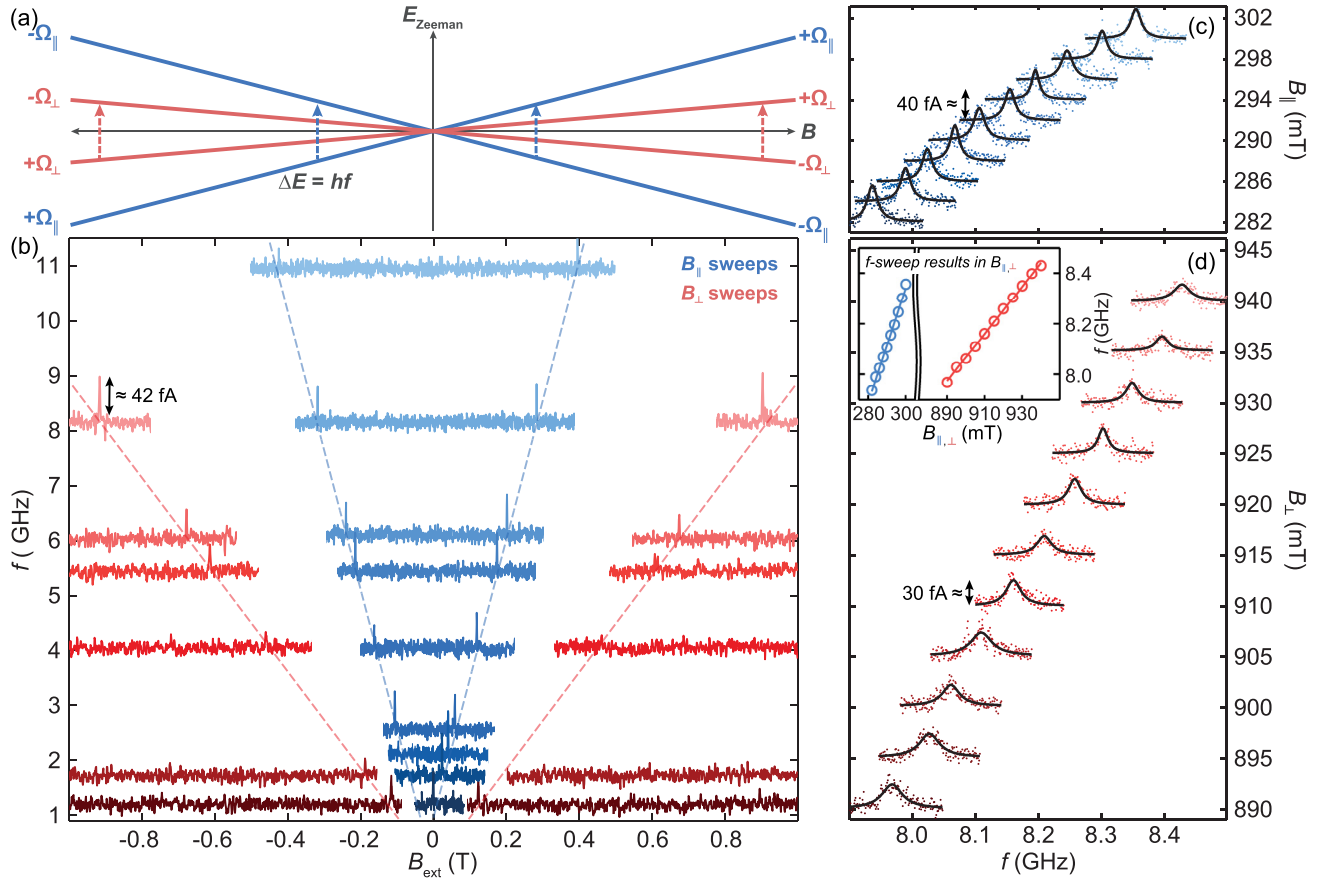 (a)
E_Zeeman
-Ω∥
+Ω∥
-Ω⊥
+Ω⊥
B
+Ω⊥
-Ω⊥
ΔE = hf
+Ω∥
-Ω∥
(b)
B∥ sweeps
B⊥ sweeps
≈ 42 fA
11
10
9
8
7
6
5
4
3
2
1
f ( GHz)
-0.8 -0.6 -0.4 -0.2 0 0.2 0.4 0.6 0.8
B_ext (T)
(c)
40 fA ≈
302
298
294
290
286
282
B∥ (mT)
(d)
f-sweep results in B∥,⊥
8.4
8.2
8.0
f (GHz)
280 300 890 910 930
B∥,⊥ (mT)
30 fA ≈
945
940
935
930
925
920
915
910
905
900
895
890
B⊥ (mT)
8.0 8.1 8.2 8.3 8.4
f (GHz)